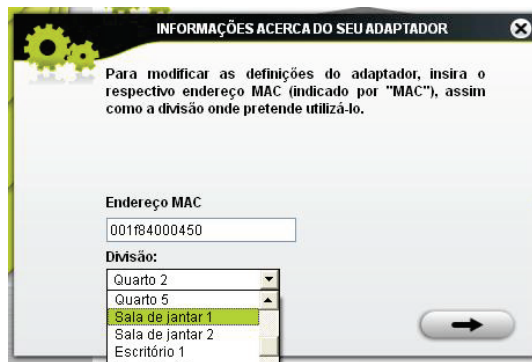 INFORMAÇÕES ACERCA DO SEU ADAPTADOR
Para modificar as definições do adaptador, insira o
respectivo endereço MAC (indicado por "MAC"), assim
como a divisão onde pretende utilizá-lo.
Endereço MAC
001f84000450
Divisão:
Quarto 2
Quarto 5
Sala de jantar 1
Sala de jantar 2
Escritório 1